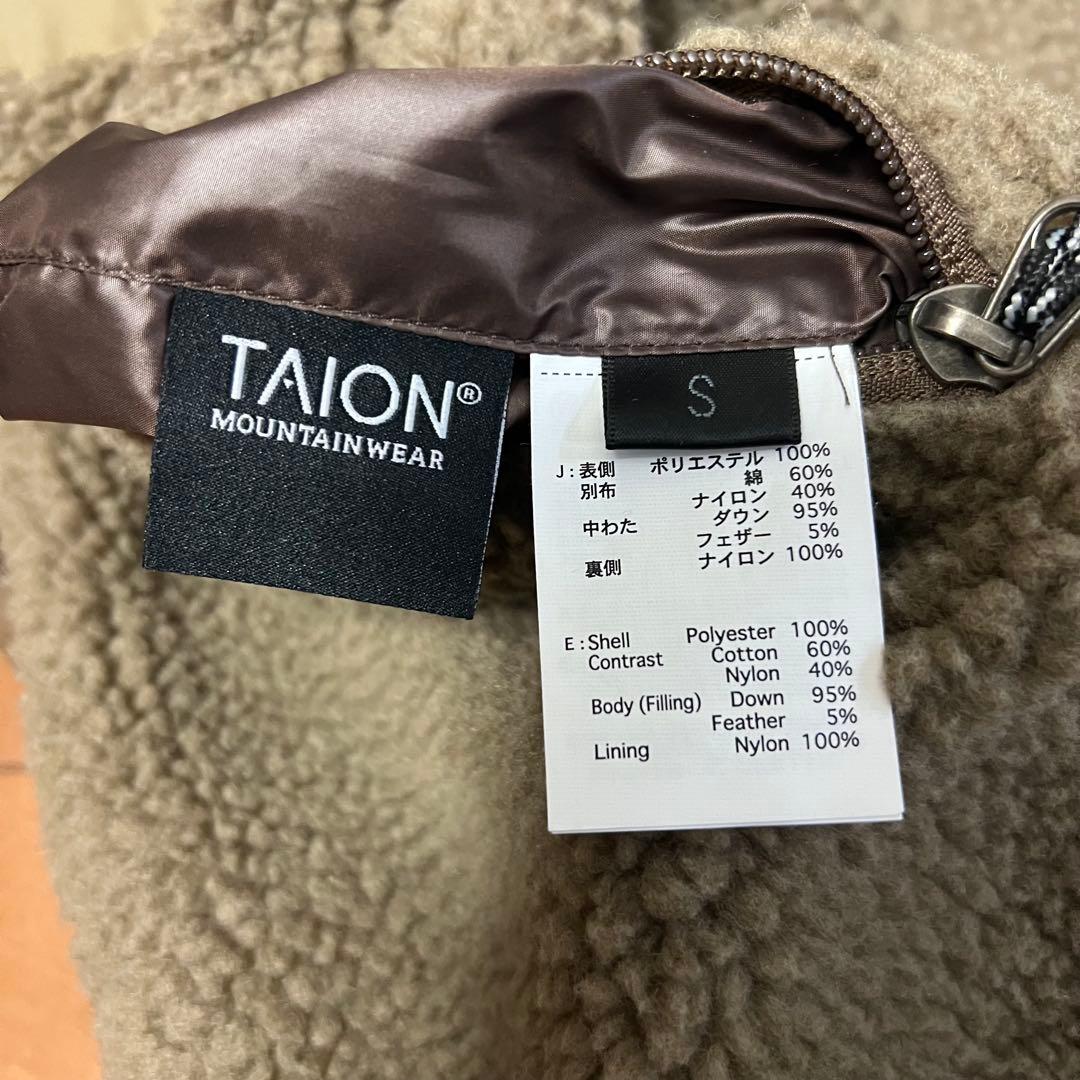 TAION®
MOUNTAINWEAR
S
J : 表側 ポリエステル 100%
別布 綿 60%
ナイロン 40%
中わた ダウン 95%
フェザー 5%
裏側 ナイロン 100%
E : Shell Polyester 100%
Contrast Cotton 60%
Nylon 40%
Body (Filling) Down 95%
Feather 5%
Lining Nylon 100%